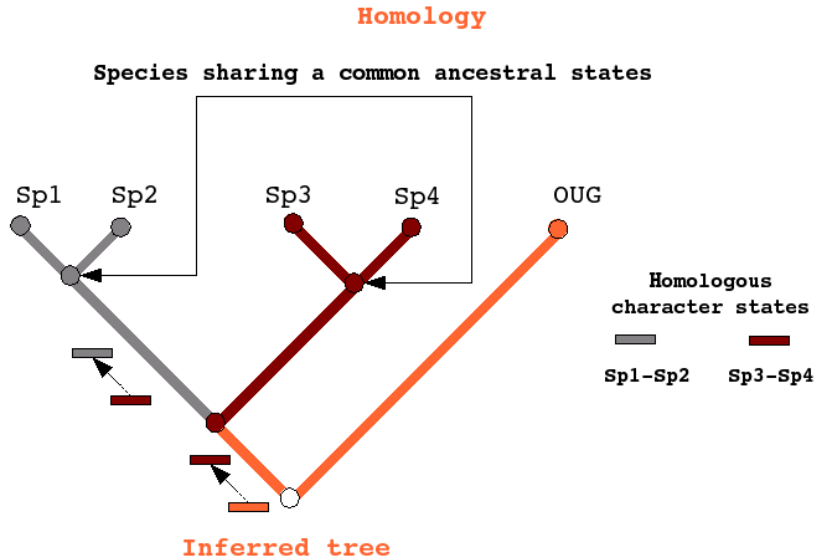 Homology
Species sharing a common ancestral states
Sp1 Sp2 Sp3 Sp4 OUG
Homologous
character states
Sp1-Sp2 Sp3-Sp4
Inferred tree